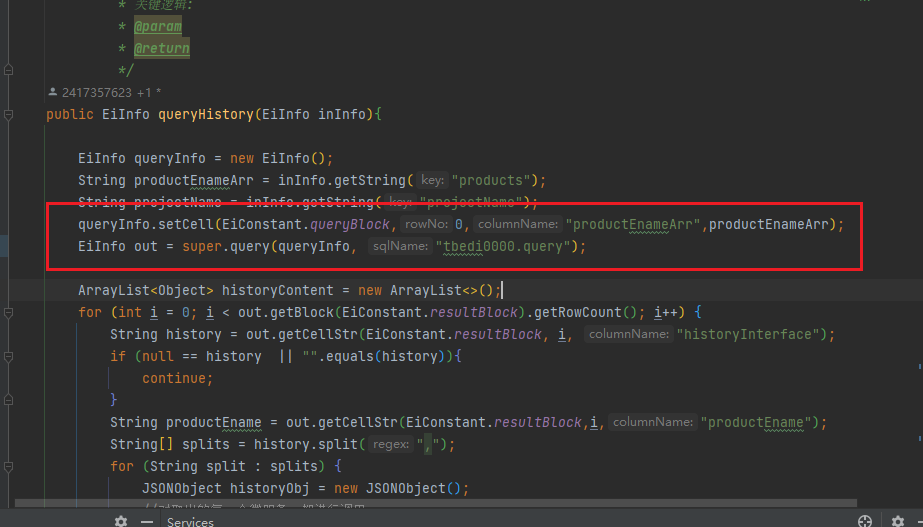 * 关键逻辑:
* @param
* @return
*/
2417357623 +1 *
public EiInfo queryHistory(EiInfo inInfo){
EiInfo queryInfo = new EiInfo();
String productEnameArr = inInfo.getString( key: "products");
String projectName = inInfo.getString( key: "projectName");
queryInfo.setCell(EiConstant.queryBlock, rowNo: 0, columnName: "productEnameArr",productEnameArr);
EiInfo out = super.query(queryInfo, sqlName: "tbedi0000.query");
ArrayList<Object> historyContent = new ArrayList<>();
for (int i = 0; i < out.getBlock(EiConstant.resultBlock).getRowCount(); i++) {
String history = out.getCellStr(EiConstant.resultBlock, i, columnName: "historyInterface");
if (null == history || "".equals(history)){
continue;
}
String productEname = out.getCellStr(EiConstant.resultBlock,i, columnName: "productEname");
String[] splits = history.split( regex: ",");
for (String split : splits) {
JSONObject historyObj = new JSONObject();
Services